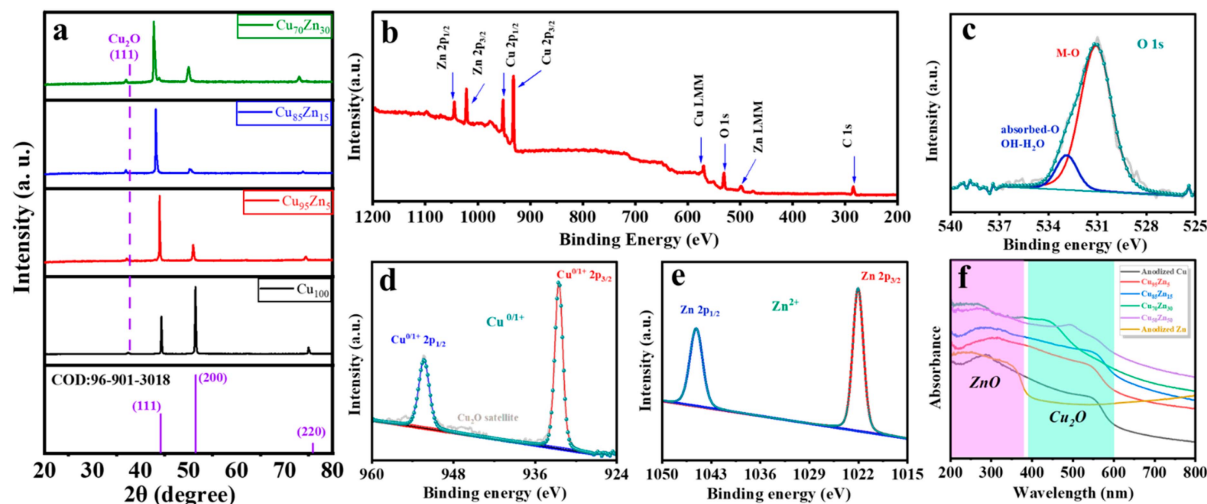 a
Cu₂O
(111)
Cu₇₀Zn₃₀
Cu₈₅Zn₁₅
Cu₉₅Zn₅
Cu₁₀₀
COD:96-901-3018
(111)
(200)
(220)
Intensity (a. u.)
20 30 40 50 60 70 80
2θ (degree)
b
Zn 2p₁/₂
Zn 2p₃/₂
Cu 2p₁/₂
Cu 2p₃/₂
Cu LMM
O 1s
Zn LMM
C 1s
Intensity(a.u.)
1200 1100 1000 900 800 700 600 500 400 300 200
Binding Energy (eV)
c
O 1s
M-O
absorbed-O
OH-H₂O
Intensity (a.u.)
540 537 534 531 528 525
Binding energy (eV)
d
Cu⁰/¹⁺ 2p₃/₂
Cu⁰/¹⁺
Cu⁰/¹⁺ 2p₁/₂
Cu₂O satellite
Intensity (a.u.)
960 948 936 924
Binding energy (eV)
e
Zn 2p₃/₂
Zn 2p₁/₂
Zn²⁺
Intensity (a.u.)
1050 1043 1036 1029 1022 1015
Binding energy (eV)
f
Anodized Cu
Cu₉₅Zn₅
Cu₈₅Zn₁₅
Cu₇₀Zn₃₀
Cu₅₀Zn₅₀
Anodized Zn
ZnO
Cu₂O
Absorbance
200 300 400 500 600 700 800
Wavelength (nm)